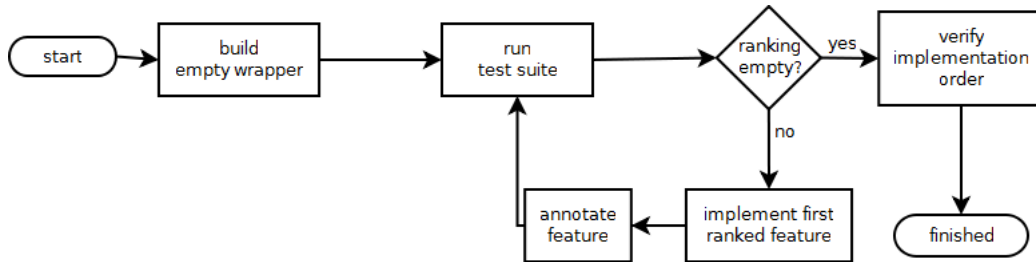 start
build
empty wrapper
run
test suite
ranking
empty?
yes
verify
implementation
order
no
annotate
feature
implement first
ranked feature
finished